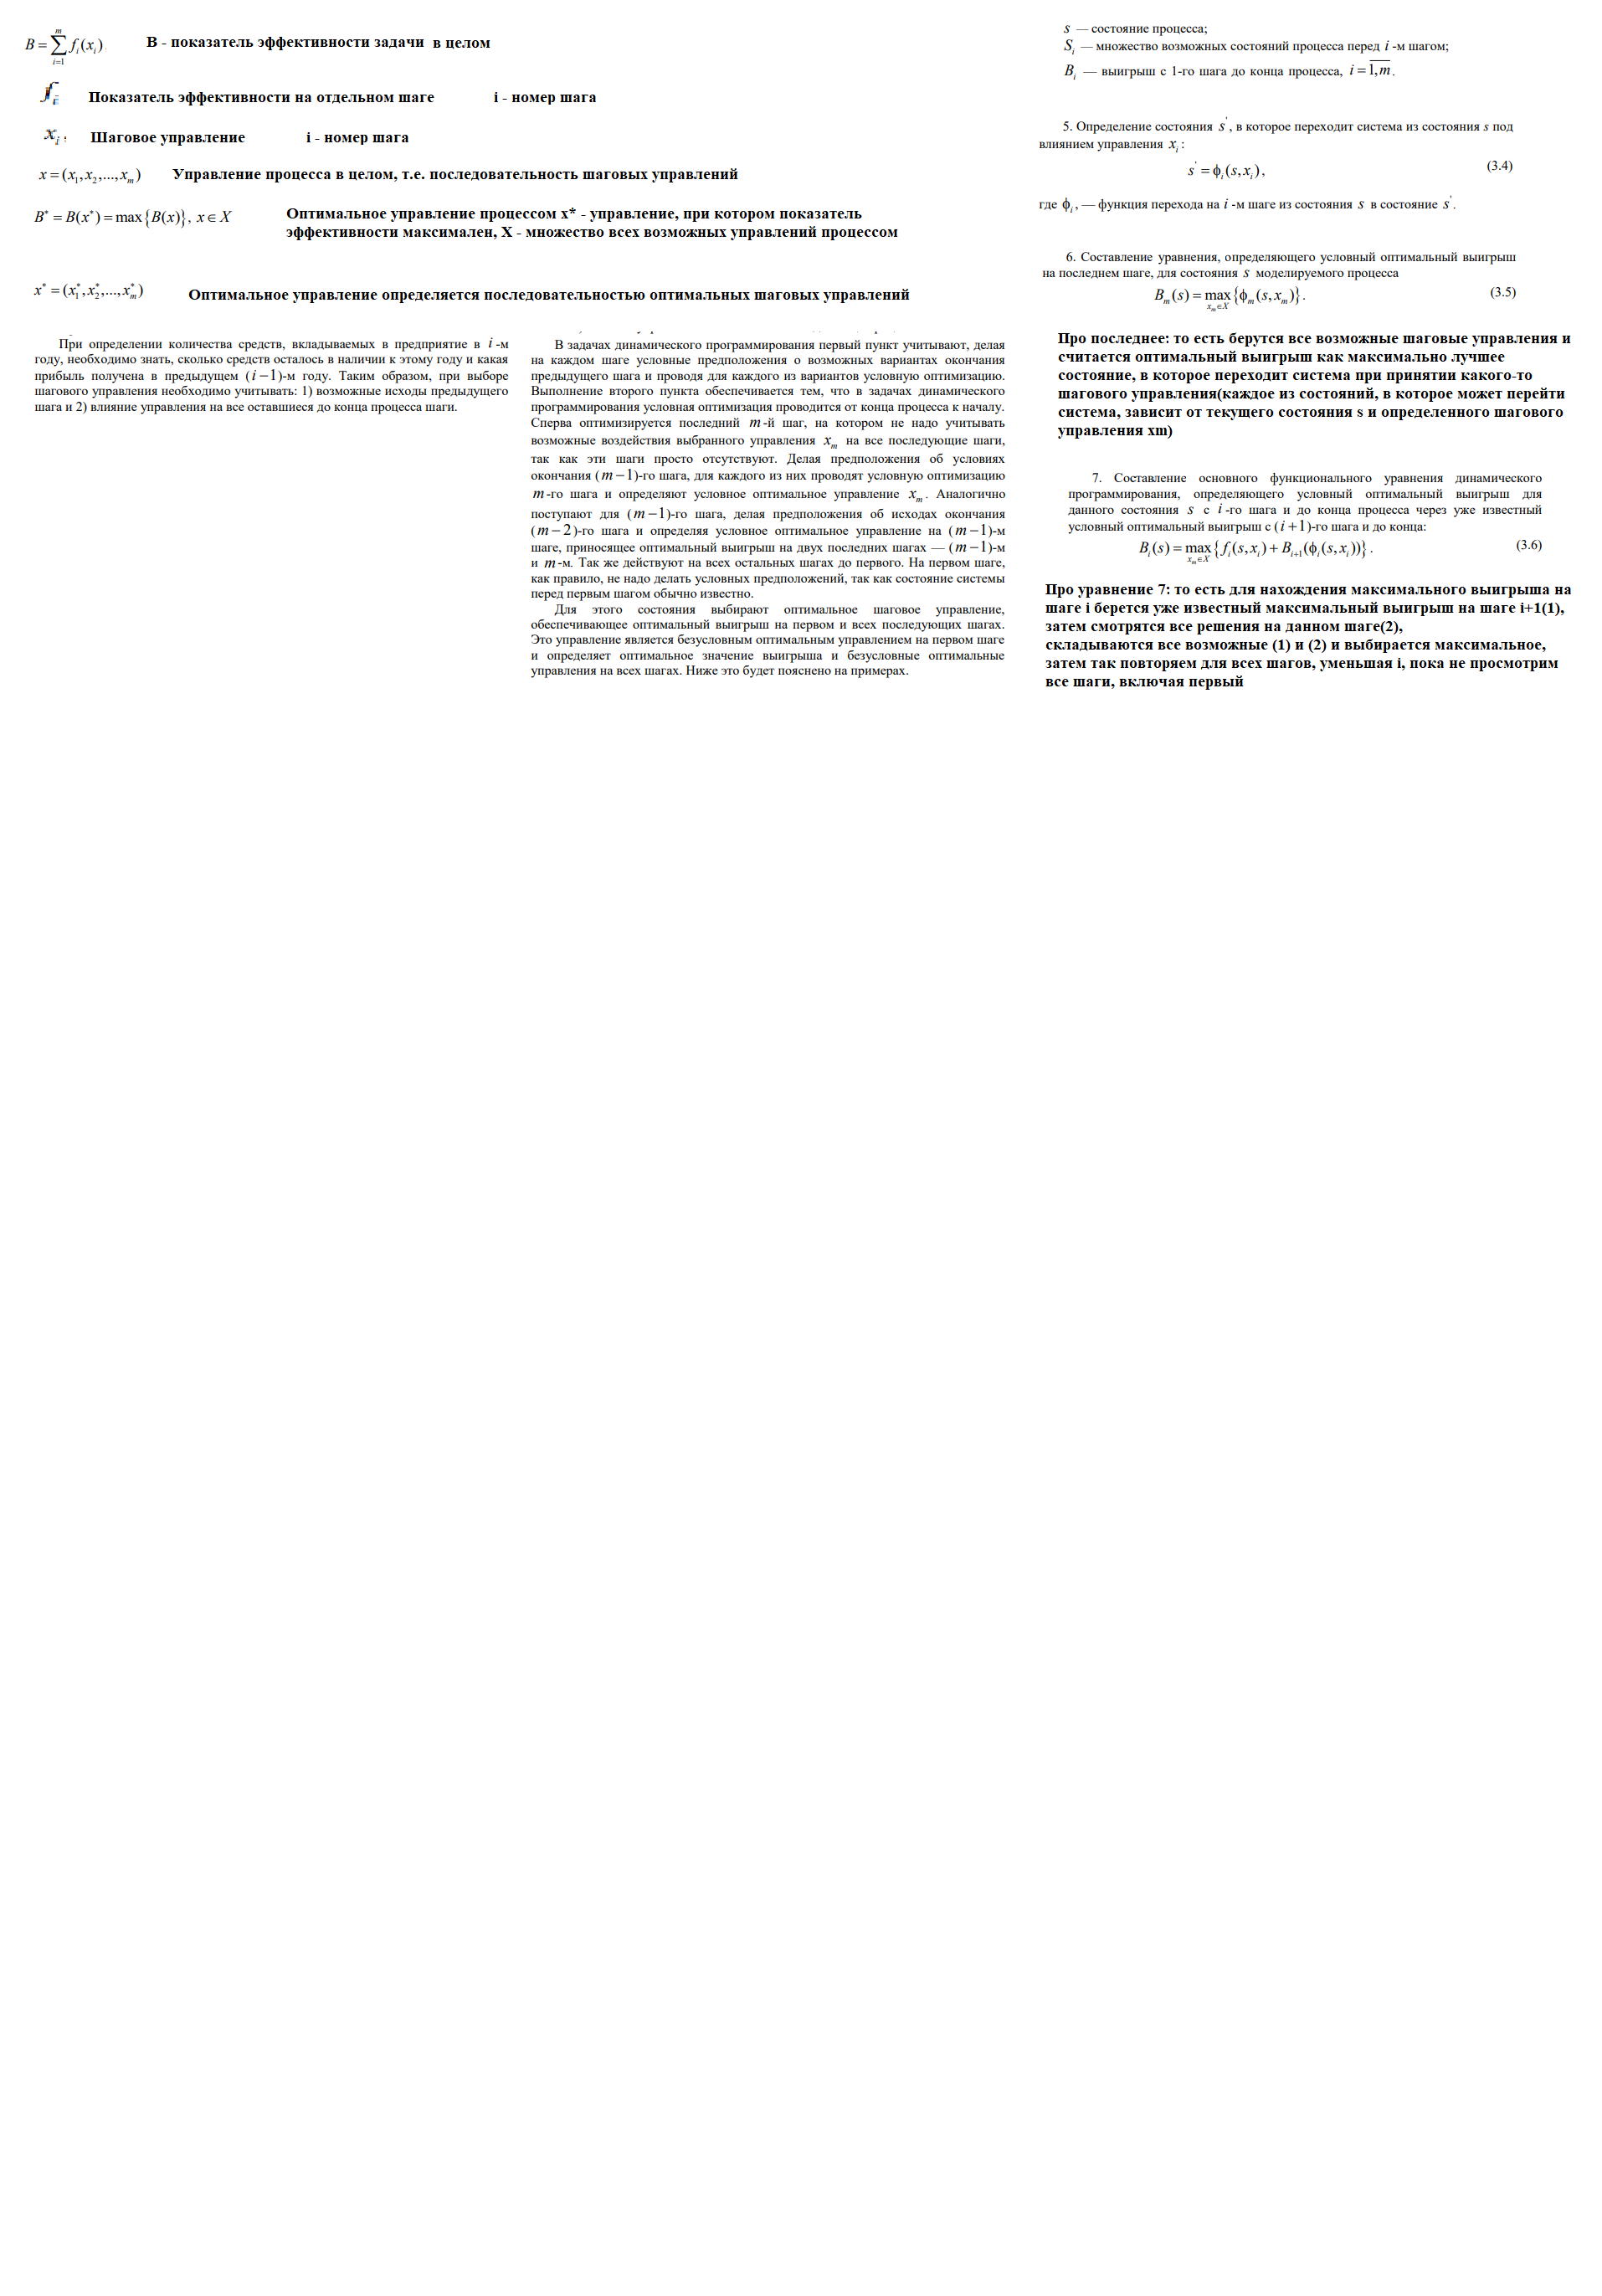 B = ∑_{i=1}^{m} f_i(x_i)
В - показатель эффективности задачи в целом
Показатель эффективности на отдельном шаге i - номер шага
x_i, Шаговое управление i - номер шага
x = (x_1, x_2, ..., x_m) Управление процесса в целом, т.е. последовательность шаговых управлений
B^* = B(x^*) = max{B(x)}, x ∈ X
Оптимальное управление процессом х* - управление, при котором показатель
эффективности максимален, Х - множество всех возможных управлений процессом
x^* = (x_1^*, x_2^*, ..., x_m^*) Оптимальное управление определяется последовательностью оптимальных шаговых управлений
При определении количества средств, вкладываемых в предприятие в i -м
году, необходимо знать, сколько средств осталось в наличии к этому году и какая
прибыль получена в предыдущем (i −1)-м году. Таким образом, при выборе
шагового управления необходимо учитывать: 1) возможные исходы предыдущего
шага и 2) влияние управления на все оставшиеся до конца процесса шаги.
В задачах динамического программирования первый пункт учитывают, делая
на каждом шаге условные предположения о возможных вариантах окончания
предыдущего шага и проводя для каждого из вариантов условную оптимизацию.
Выполнение второго пункта обеспечивается тем, что в задачах динамического
программирования условная оптимизация проводится от конца процесса к началу.
Сперва оптимизируется последний m -й шаг, на котором не надо учитывать
возможные воздействия выбранного управления x_m на все последующие шаги,
так как эти шаги просто отсутствуют. Делая предположения об условиях
окончания (m −1)-го шага, для каждого из них проводят условную оптимизацию
m -го шага и определяют условное оптимальное управление x_m . Аналогично
поступают для (m −1)-го шага, делая предположения об исходах окончания
(m − 2)-го шага и определяя условное оптимальное управление на (m −1)-м
шаге, приносящее оптимальный выигрыш на двух последних шагах — (m −1)-м
и m -м. Так же действуют на всех остальных шагах до первого. На первом шаге,
как правило, не надо делать условных предположений, так как состояние системы
перед первым шагом обычно известно.
Для этого состояния выбирают оптимальное шаговое управление,
обеспечивающее оптимальный выигрыш на первом и всех последующих шагах.
Это управление является безусловным оптимальным управлением на первом шаге
и определяет оптимальное значение выигрыша и безусловные оптимальные
управления на всех шагах. Ниже это будет пояснено на примерах.
s — состояние процесса;
S_i — множество возможных состояний процесса перед i -м шагом;
B_i — выигрыш с 1-го шага до конца процесса, i = \overline{1,m}.
5. Определение состояния s', в которое переходит система из состояния s под
влиянием управления x_i :
s' = ϕ_i(s, x_i), (3.4)
где ϕ_i, — функция перехода на i -м шаге из состояния s в состояние s'.
6. Составление уравнения, определяющего условный оптимальный выигрыш
на последнем шаге, для состояния s моделируемого процесса
B_m(s) = max_{x_m∈X}{ϕ_m(s, x_m)}. (3.5)
Про последнее: то есть берутся все возможные шаговые управления и
считается оптимальный выигрыш как максимально лучшее
состояние, в которое переходит система при принятии какого-то
шагового управления(каждое из состояний, в которое может перейти
система, зависит от текущего состояния s и определенного шагового
управления xm)
7. Составление основного функционального уравнения динамического
программирования, определяющего условный оптимальный выигрыш для
данного состояния s с i -го шага и до конца процесса через уже известный
условный оптимальный выигрыш с (i +1)-го шага и до конца:
B_i(s) = max_{x_m∈X}{f_i(s, x_i) + B_{i+1}(ϕ_i(s, x_i))}. (3.6)
Про уравнение 7: то есть для нахождения максимального выигрыша на
шаге i берется уже известный максимальный выигрыш на шаге i+1(1),
затем смотрятся все решения на данном шаге(2),
складываются все возможные (1) и (2) и выбирается максимальное,
затем так повторяем для всех шагов, уменьшая i, пока не просмотрим
все шаги, включая первый